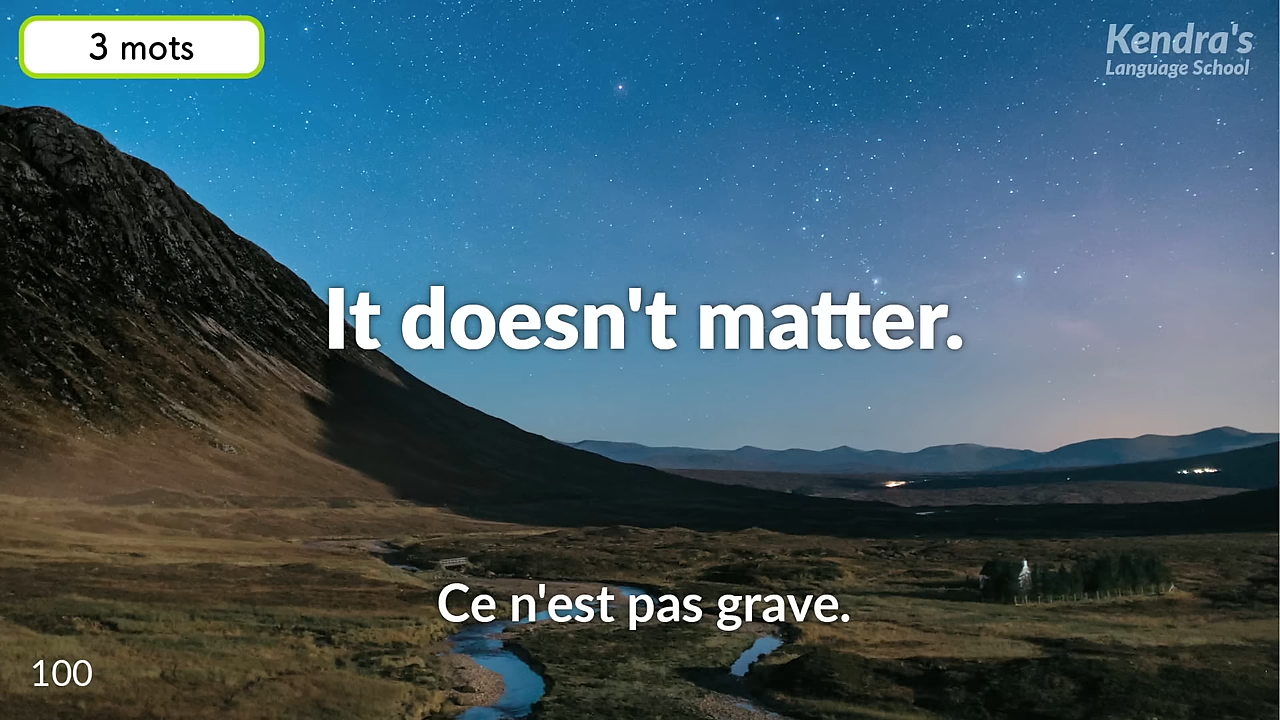 3 mots
Kendra's
Language School
It doesn't matter.
Ce n'est pas grave.
100